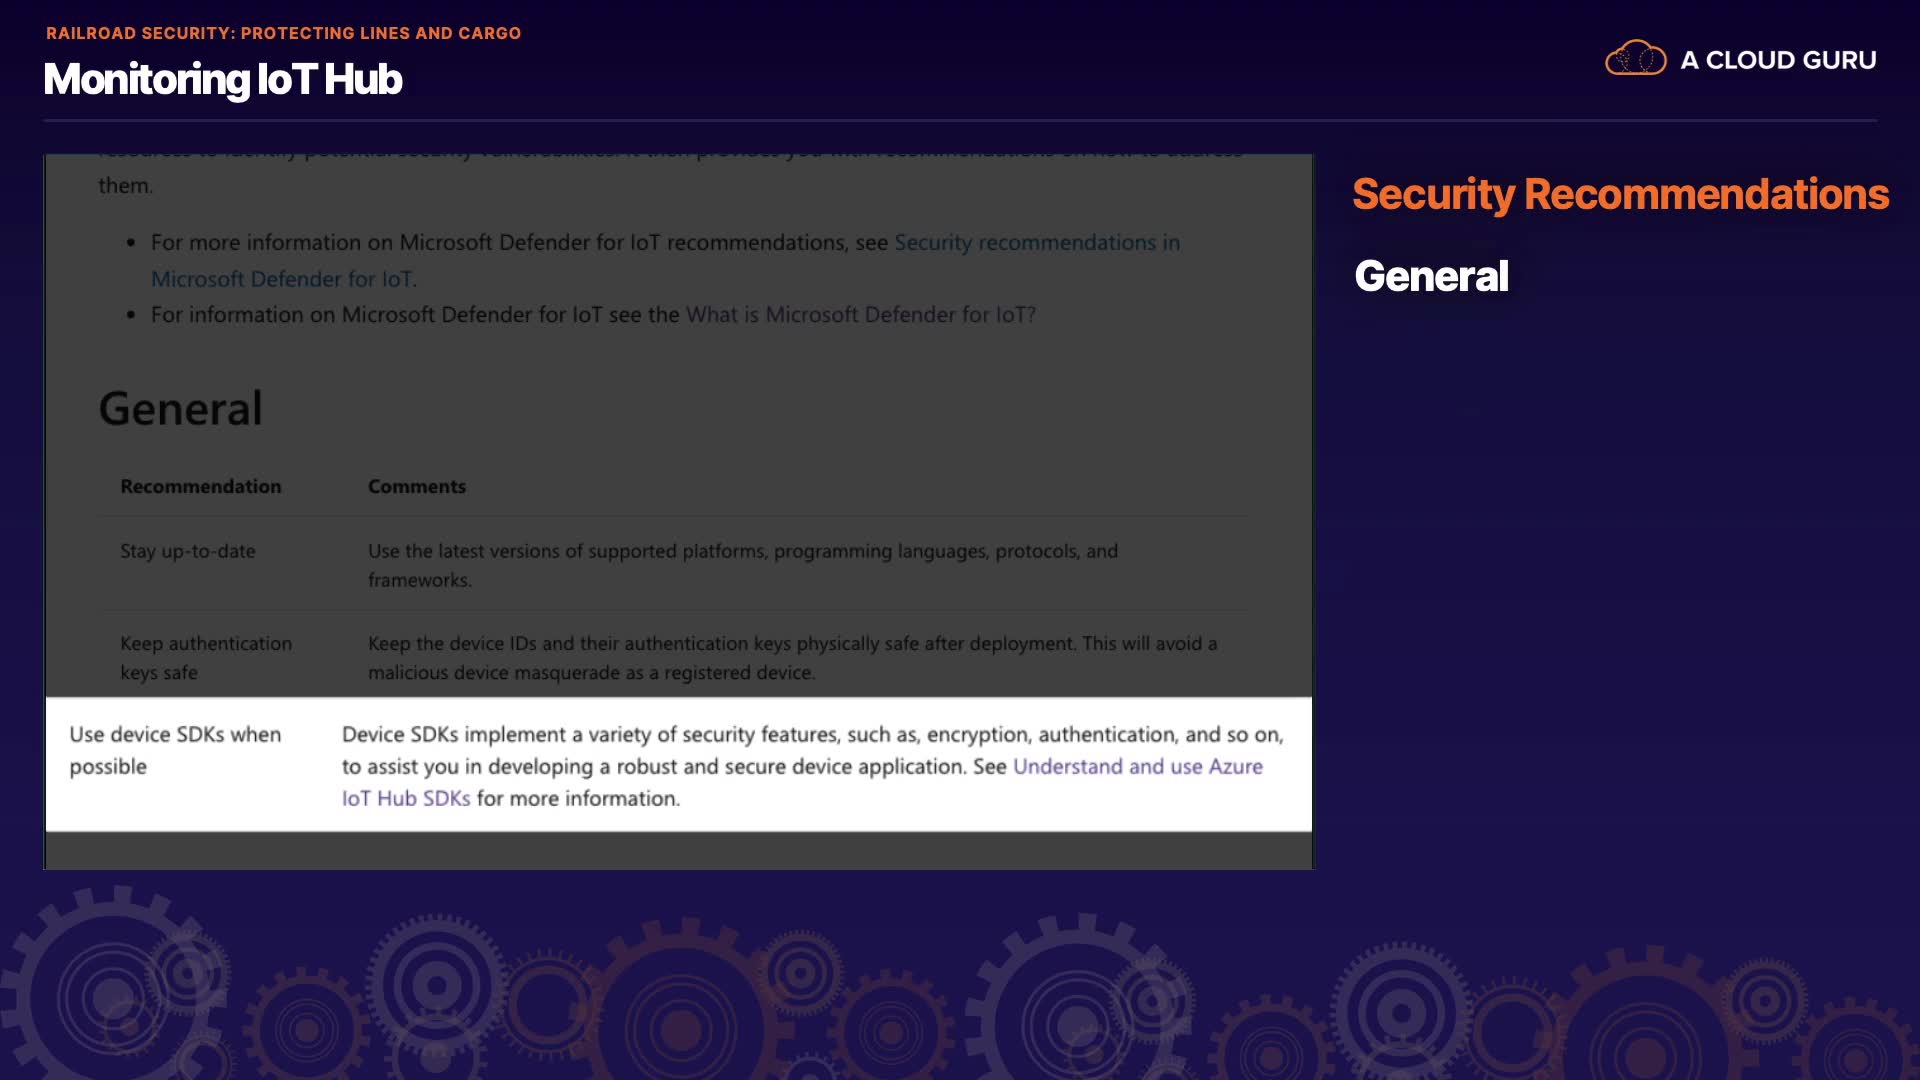 RAILROAD SECURITY: PROTECTING LINES AND CARGO
Monitoring IoT Hub
A CLOUD GURU
them.
• For more information on Microsoft Defender for IoT recommendations, see Security recommendations in
Microsoft Defender for IoT.
• For information on Microsoft Defender for IoT see the What is Microsoft Defender for IoT?
General
Recommendation Comments
Stay up-to-date Use the latest versions of supported platforms, programming languages, protocols, and
frameworks.
Keep authentication Keep the device IDs and their authentication keys physically safe after deployment. This will avoid a
keys safe malicious device masquerade as a registered device.
Use device SDKs when Device SDKs implement a variety of security features, such as, encryption, authentication, and so on,
possible to assist you in developing a robust and secure device application. See Understand and use Azure
IoT Hub SDKs for more information.
Security Recommendations
General